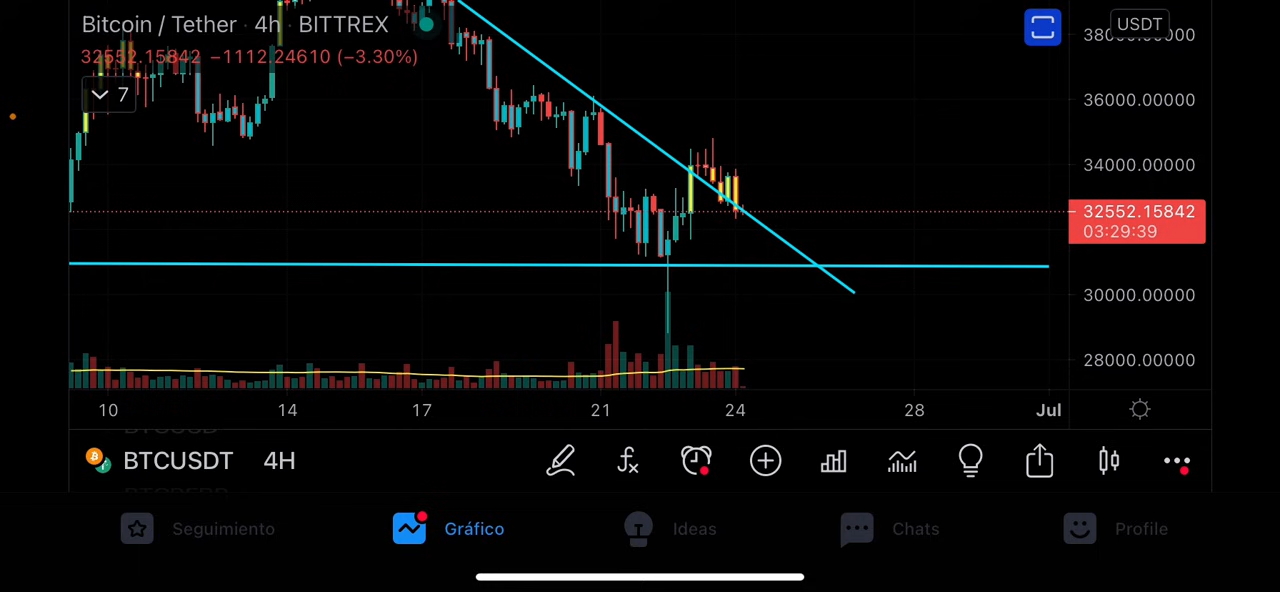 Bitcoin / Tether · 4h · BITTREX
USDT
32552.15842 −1112.24610 (−3.30%)
7
36000.00000
34000.00000
32552.15842
03:29:39
30000.00000
28000.00000
10 14 17 21 24 28 Jul
BTCUSDT 4H
Seguimiento Gráfico Ideas Chats Profile